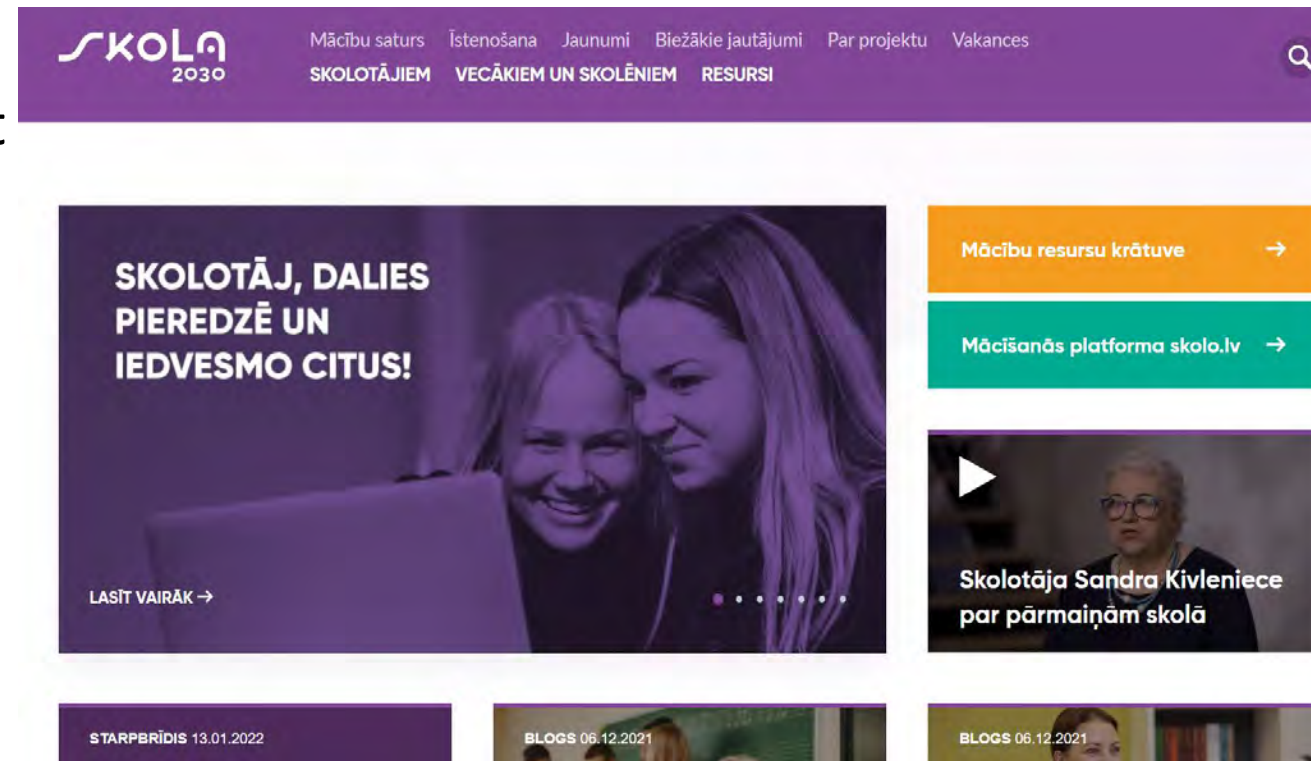 SKOLA
2030
Mācību saturs Īstenošana Jaunumi Biežākie jautājumi Par projektu Vakances
SKOLOTĀJIEM VECĀKIEM UN SKOLĒNIEM RESURSI
t
SKOLOTĀJ, DALIES
PIEREDZĒ UN
IEDVESMO CITUS!
LASĪT VAIRĀK →
Mācību resursu krātuve →
Mācīšanās platforma skolo.lv →
Skolotāja Sandra Kivleniece
par pārmaiņām skolā
STARPBRĪDIS 13.01.2022
BLOGS 06.12.2021
BLOGS 06.12.2021